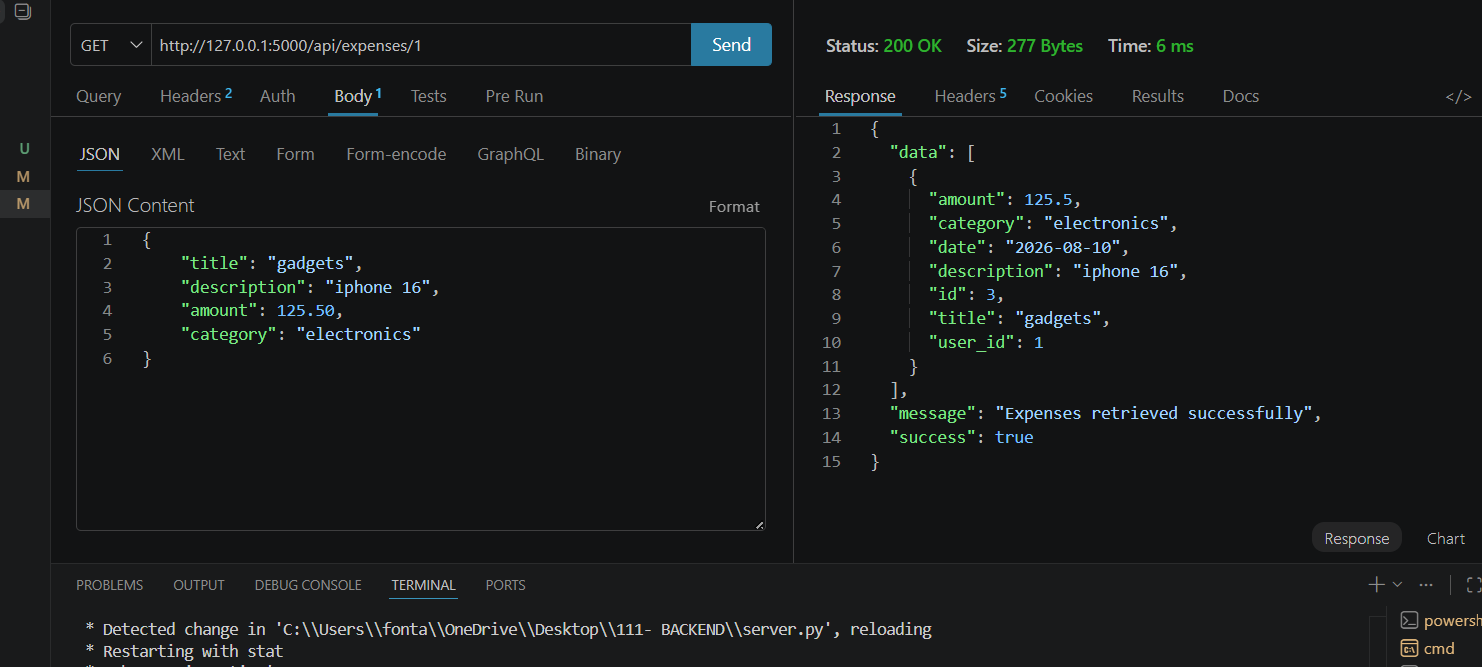 GET http://127.0.0.1:5000/api/expenses/1 Send
Query Headers 2 Auth Body 1 Tests Pre Run
JSON XML Text Form Form-encode GraphQL Binary
JSON Content Format
1 {
2 "title": "gadgets",
3 "description": "iphone 16",
4 "amount": 125.50,
5 "category": "electronics"
6 }
U
M
M
Status: 200 OK Size: 277 Bytes Time: 6 ms
Response Headers 5 Cookies Results Docs </>
1 {
2 "data": [
3 {
4 "amount": 125.5,
5 "category": "electronics",
6 "date": "2026-08-10",
7 "description": "iphone 16",
8 "id": 3,
9 "title": "gadgets",
10 "user_id": 1
11 }
12 ],
13 "message": "Expenses retrieved successfully",
14 "success": true
15 }
Response Chart
PROBLEMS OUTPUT DEBUG CONSOLE TERMINAL PORTS
* Detected change in 'C:\\Users\\fonta\\OneDrive\\Desktop\\111- BACKEND\\server.py', reloading
* Restarting with stat
powersh
cmd